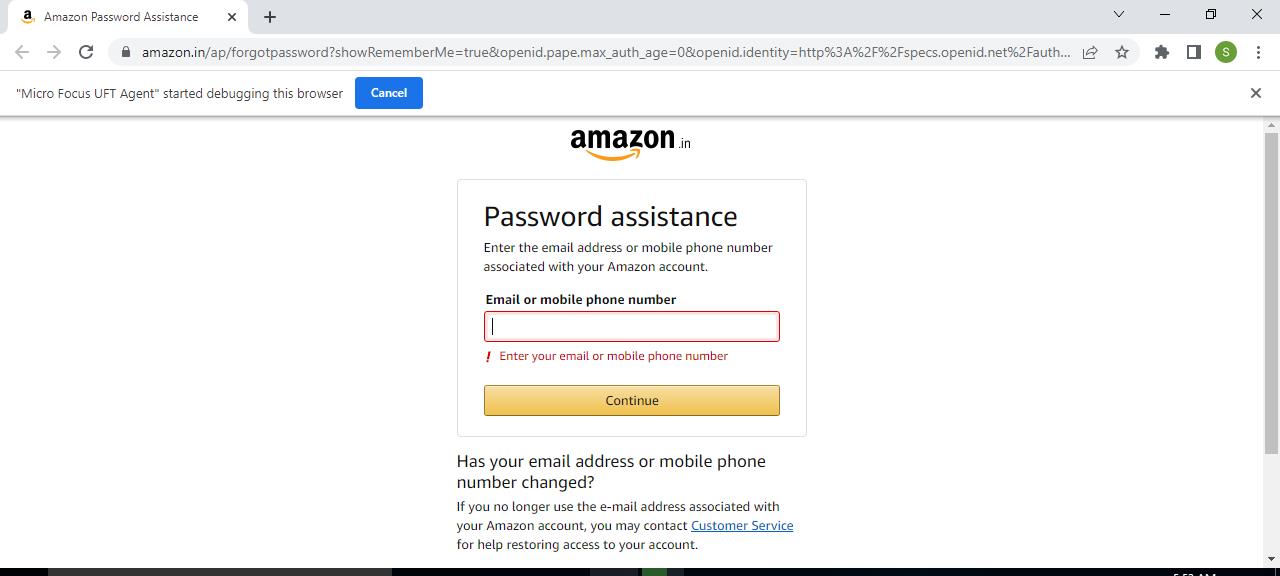 Amazon Password Assistance
amazon.in/ap/forgotpassword?showRememberMe=true&openid.pape.max_auth_age=0&openid.identity=http%3A%2F%2Fspecs.openid.net%2Fauth...
S
"Micro Focus UFT Agent" started debugging this browser
Cancel
amazon.in
Password assistance
Enter the email address or mobile phone number
associated with your Amazon account.
Email or mobile phone number
! Enter your email or mobile phone number
Continue
Has your email address or mobile phone
number changed?
If you no longer use the e-mail address associated with
your Amazon account, you may contact Customer Service
for help restoring access to your account.